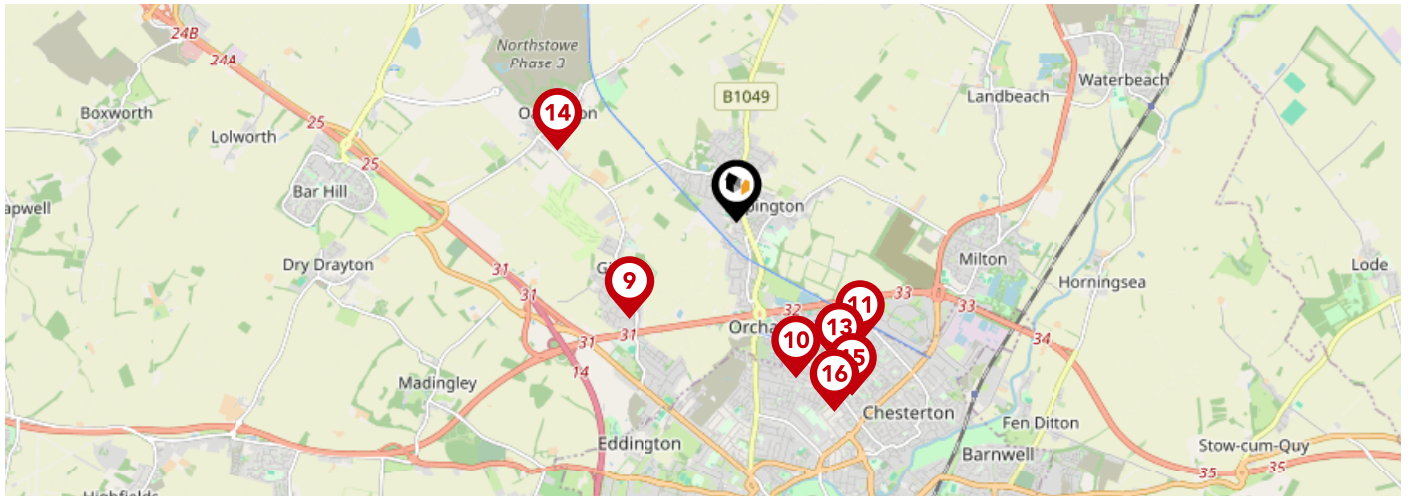 24B
24A
Northstowe
Phase 3
B1049
Waterbeach
Landbeach
Boxworth
Lolworth
25
14
25
Bar Hill
Dry Drayton
31
31
9
Milton
Horningsea
Lode
33
33
32
11
13
10
34
31
31
15
16
14
Madingley
Chesterton
Fen Ditton
Eddington
Barnwell
Stow-cum-Quy
35
35